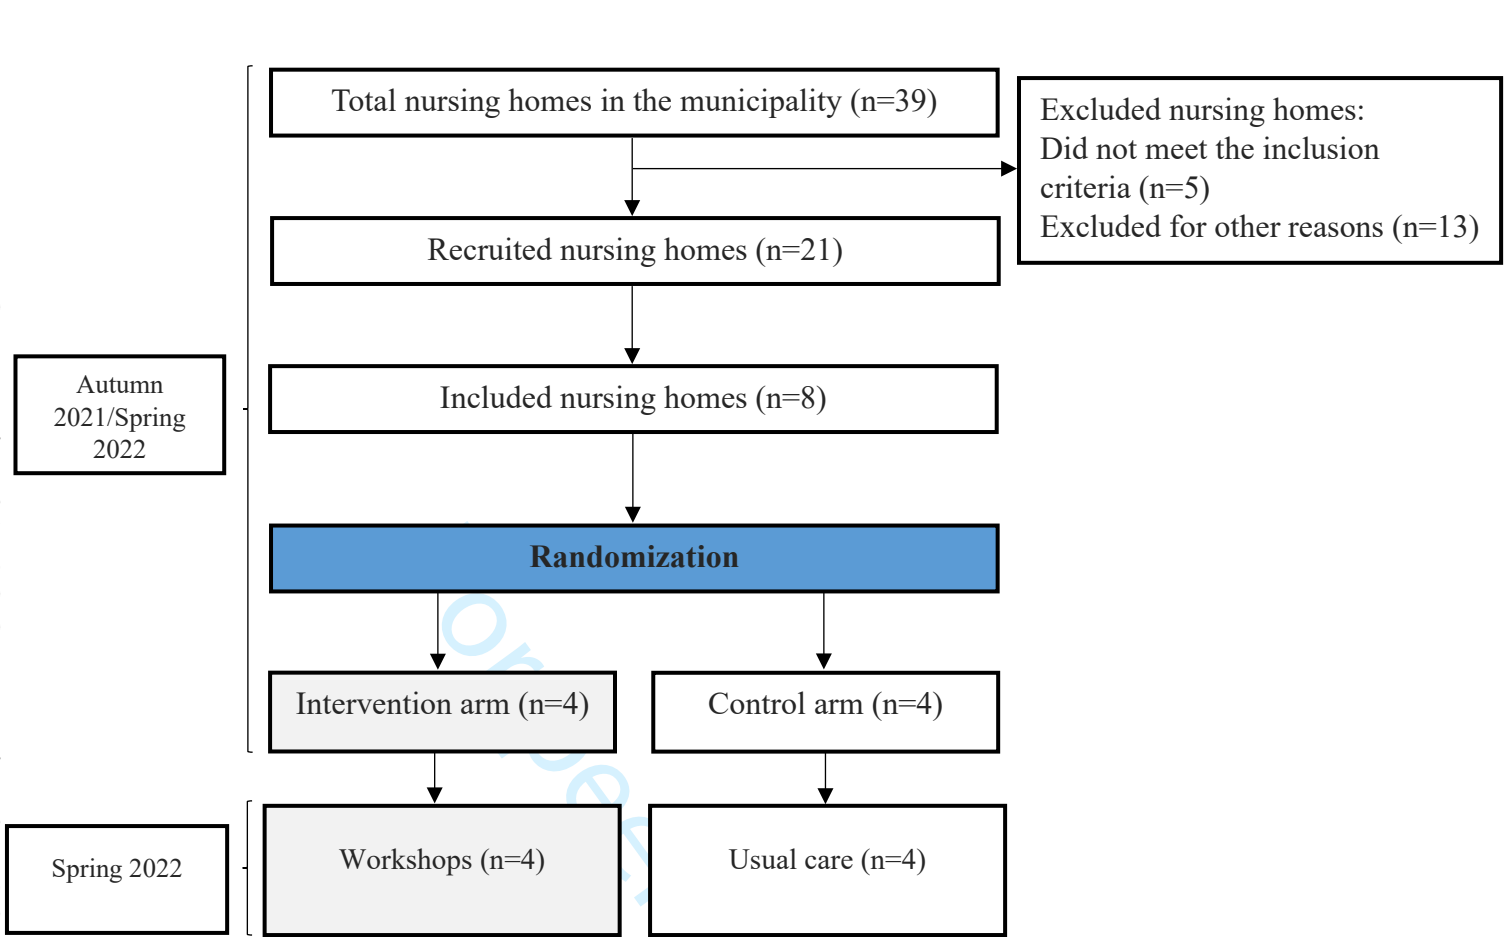 Total nursing homes in the municipality (n=39)
Excluded nursing homes:
Did not meet the inclusion
criteria (n=5)
Excluded for other reasons (n=13)
Recruited nursing homes (n=21)
Autumn
2021/Spring
2022
Included nursing homes (n=8)
Randomization
Intervention arm (n=4)
Control arm (n=4)
Spring 2022
Workshops (n=4)
Usual care (n=4)